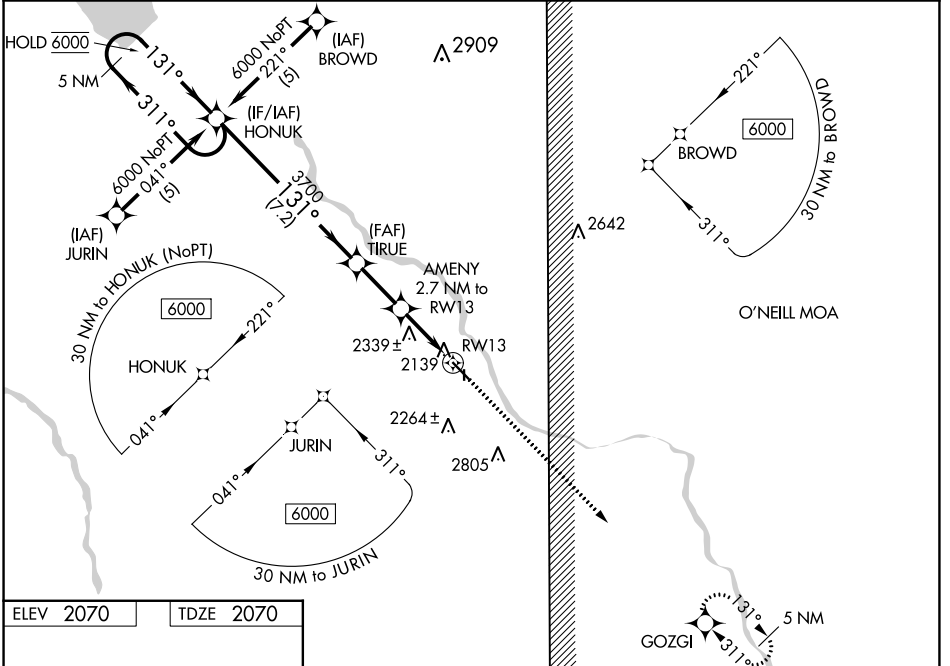 HOLD 6000
5 NM
131°
311°
6000 NoPT
221°
(5)
(IAF)
BROWD
2909
(IF/IAF)
HONUK
6000 NoPT
041°
(5)
(IAF)
JURIN
3700
131°
(7.2)
(FAF)
TIRUE
AMENY
2.7 NM to
RW13
2339 ±
2139
RW13
2264 ±
2805
2642
221°
6000
BROWD
311°
30 NM to BROWD
O'NEILL MOA
30 NM to HONUK (NoPT)
6000
221°
HONUK
041°
JURIN
041°
311°
6000
30 NM to JURIN
ELEV 2070
TDZE 2070
131°
5 NM
GOZGI
311°